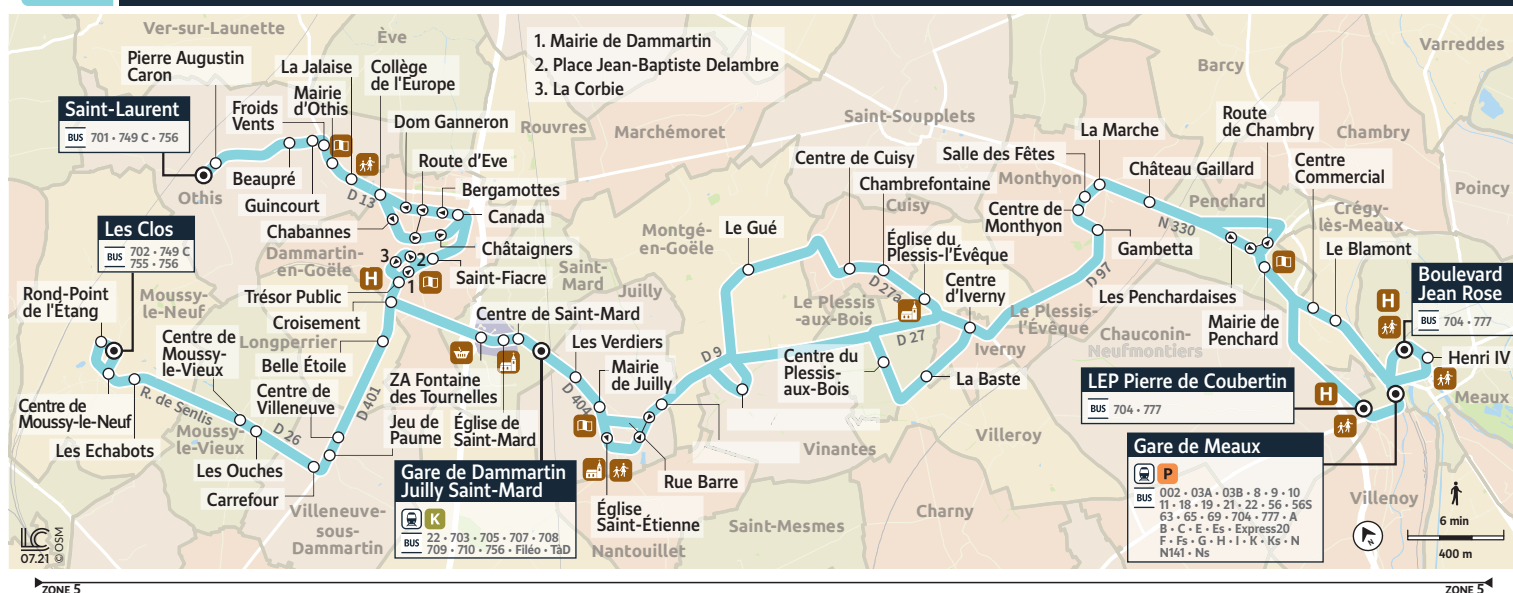 Ver-sur-Launette
Ève
Varreddes
Barcy
Pierre Augustin
Caron
La Jalaise
Collège
de l'Europe
1. Mairie de Dammartin
2. Place Jean-Baptiste Delambre
3. La Corbie
Saint-Laurent
BUS 701 • 749 C • 756
Froids
Vents
Mairie
d'Othis
Dom Ganneron
Rouvres
Marchémoret
Saint-Soupplets
La Marche
Route
de Chambry
Chambry
Route d'Eve
Centre de Cuisy
Salle des Fêtes
Monthyon
Château Gaillard
Centre
Commercial
Beaupré
Othis
Guincourt
D 13
Bergamottes
Chambrefontaine
Cuisy
Penchard
Poincy
Les Clos
BUS 702 • 749 C
755 • 756
Chabannes
Canada
Châtaigners
Montgé-
en-Goële
Le Gué
Centre de
Monthyon
Gambetta
N 330
Crégy-
lès-Meaux
Le Blamont
Dammartin-
en-Goële
3
2
1
H
Saint-Fiacre
Saint-
Mard
Église du
Plessis-l'Évêque
Centre
d'Iverny
D 97
Boulevard
Jean Rose
BUS 704 • 777
Rond-Point
de l'Étang
Moussy-
le-Neuf
Trésor Public
Juilly
D 27a
Le Plessis
-aux-Bois
Le Plessis-
l'Évêque
Les Penchardaises
H
Croisement
Longperrier
Centre de Saint-Mard
Mairie de
Penchard
Centre de
Moussy-
le-Vieux
Belle Étoile
Les Verdiers
D 9
D 27
Iverny
Chauconin-
Neufmontiers
Henri IV
Centre de
Moussy-le-Neuf
R. de Senlis
Centre de
Villeneuve
D 401
ZA Fontaine
des Tournelles
Mairie
de Juilly
Centre du
Plessis-
aux-Bois
La Baste
LEP Pierre de Coubertin
BUS 704 • 777
H
Meaux
Les Echabots
Moussy-
le-Vieux
D 26
Jeu de
Paume
Église de
Saint-Mard
D 404
Vinantes
Villeroy
Les Ouches
Carrefour
Gare de Dammartin
Juilly Saint-Mard
K
BUS 22 • 703 • 705 • 707 • 708
709 • 710 • 756 • Filéo • TàD
Rue Barre
Gare de Meaux
P
BUS 002 • 03A • 03B • 8 • 9 • 10
11 • 18 • 19 • 21 • 22 • 56 • 56S
63 • 65 • 69 • 704 • 777 • A
B • C • E • Es • Express20
F • Fs • G • H • I • K • Ks • N
N141 • Ns
Villenoy
Villeneuve-
sous-
Dammartin
Église
Saint-Étienne
Nantouillet
Saint-Mesmes
Charny
N
6 min
400 m
LC
07.21
© OSM
ZONE 5
ZONE 5